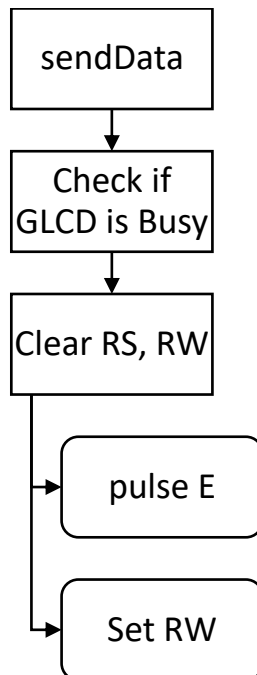 sendData
Check if
GLCD is Busy
Clear RS, RW
pulse E
Set RW